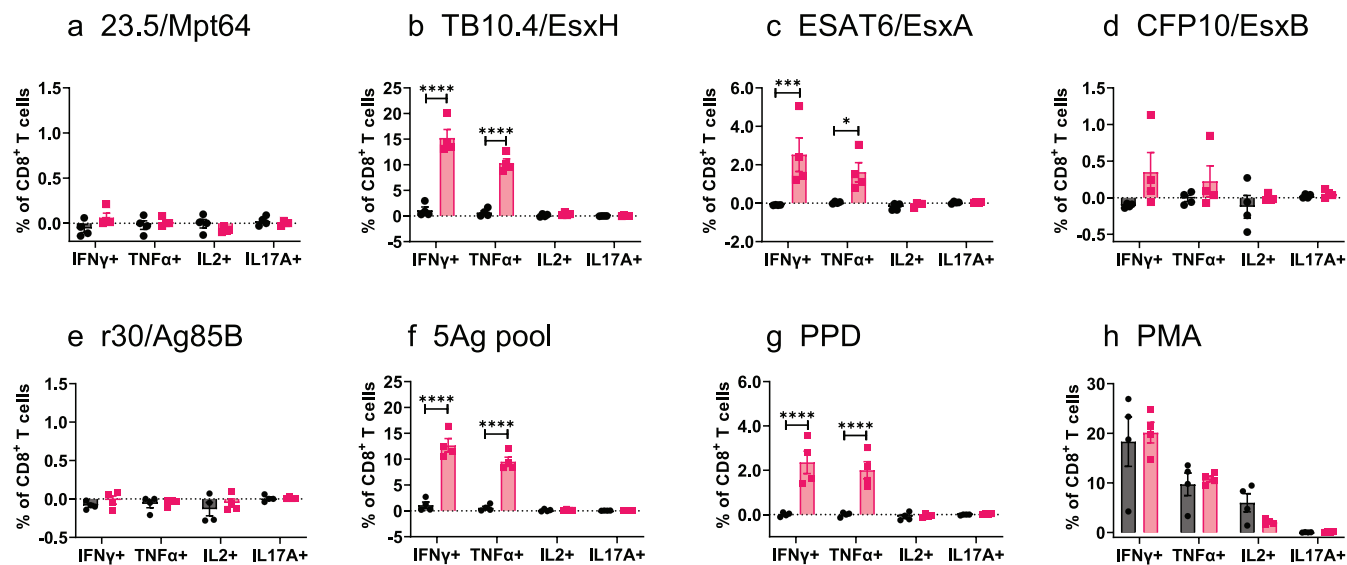 a 23.5/Mpt64
% of CD8⁺ T cells
1.5
1.0
0.5
0.0
-0.5
IFNγ+ TNFα+ IL2+ IL17A+
b TB10.4/EsxH
% of CD8⁺ T cells
25
20
15
10
5
0
-5
****
****
IFNγ+ TNFα+ IL2+ IL17A+
c ESAT6/EsxA
% of CD8⁺ T cells
6.0
4.0
2.0
0.0
-2.0
***
*
IFNγ+ TNFα+ IL2+ IL17A+
d CFP10/EsxB
% of CD8⁺ T cells
1.5
1.0
0.5
0.0
-0.5
IFNγ+ TNFα+ IL2+ IL17A+
e r30/Ag85B
% of CD8⁺ T cells
1.5
1.0
0.5
0.0
-0.5
IFNγ+ TNFα+ IL2+ IL17A+
f 5Ag pool
% of CD8⁺ T cells
25
20
15
10
5
0
-5
****
****
IFNγ+ TNFα+ IL2+ IL17A+
g PPD
% of CD8⁺ T cells
6.0
4.0
2.0
0.0
-2.0
****
****
IFNγ+ TNFα+ IL2+ IL17A+
h PMA
% of CD8⁺ T cells
30
20
10
0
IFNγ+ TNFα+ IL2+ IL17A+